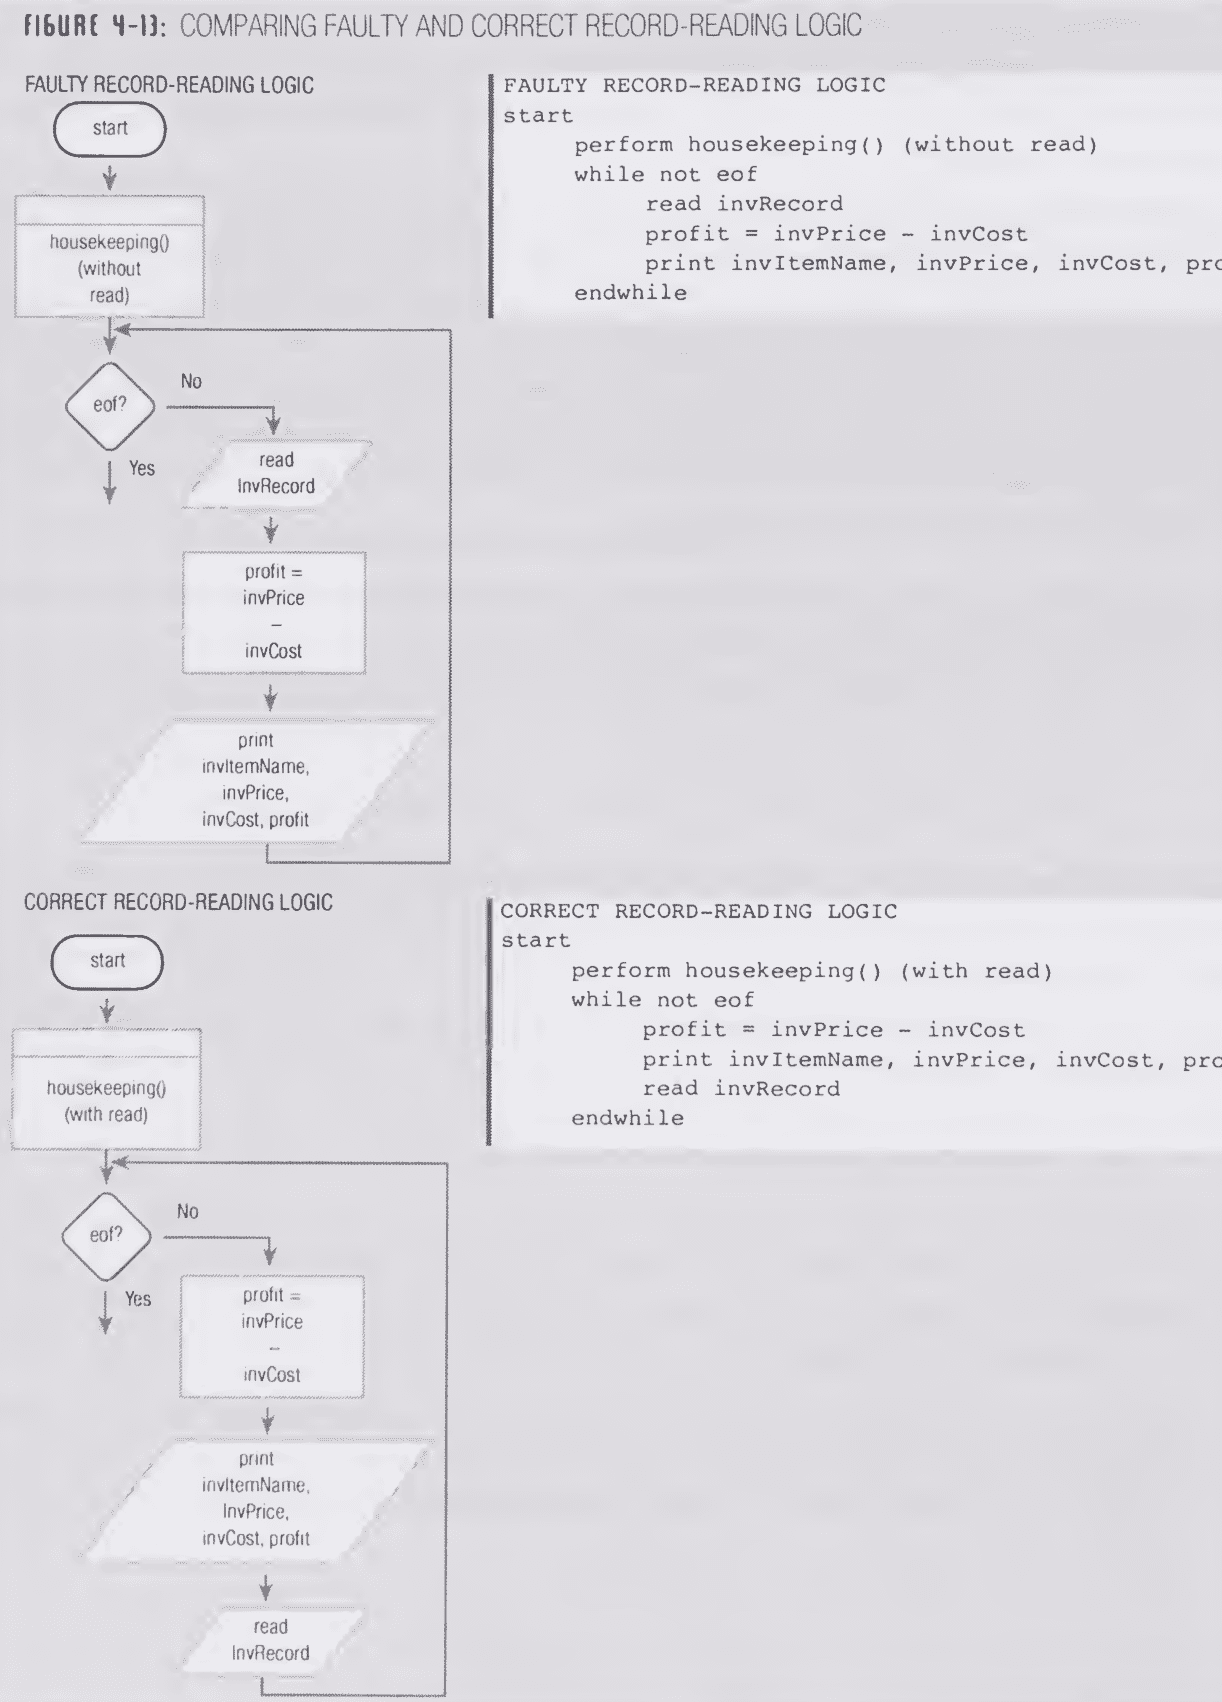 FIGURE 4-13: COMPARING FAULTY AND CORRECT RECORD-READING LOGIC
FAULTY RECORD-READING LOGIC
start
housekeeping()
(without
read)
eof?
No
Yes
read
InvRecord
profit =
invPrice
–
invCost
print
invItemName,
invPrice,
invCost, profit
FAULTY RECORD-READING LOGIC
start
perform housekeeping() (without read)
while not eof
read invRecord
profit = invPrice – invCost
print invItemName, invPrice, invCost, pro
endwhile
CORRECT RECORD-READING LOGIC
start
housekeeping()
(with read)
eof?
No
Yes
profit =
invPrice
–
invCost
print
invItemName,
InvPrice,
invCost, profit
read
InvRecord
CORRECT RECORD-READING LOGIC
start
perform housekeeping() (with read)
while not eof
profit = invPrice – invCost
print invItemName, invPrice, invCost, pro
read invRecord
endwhile